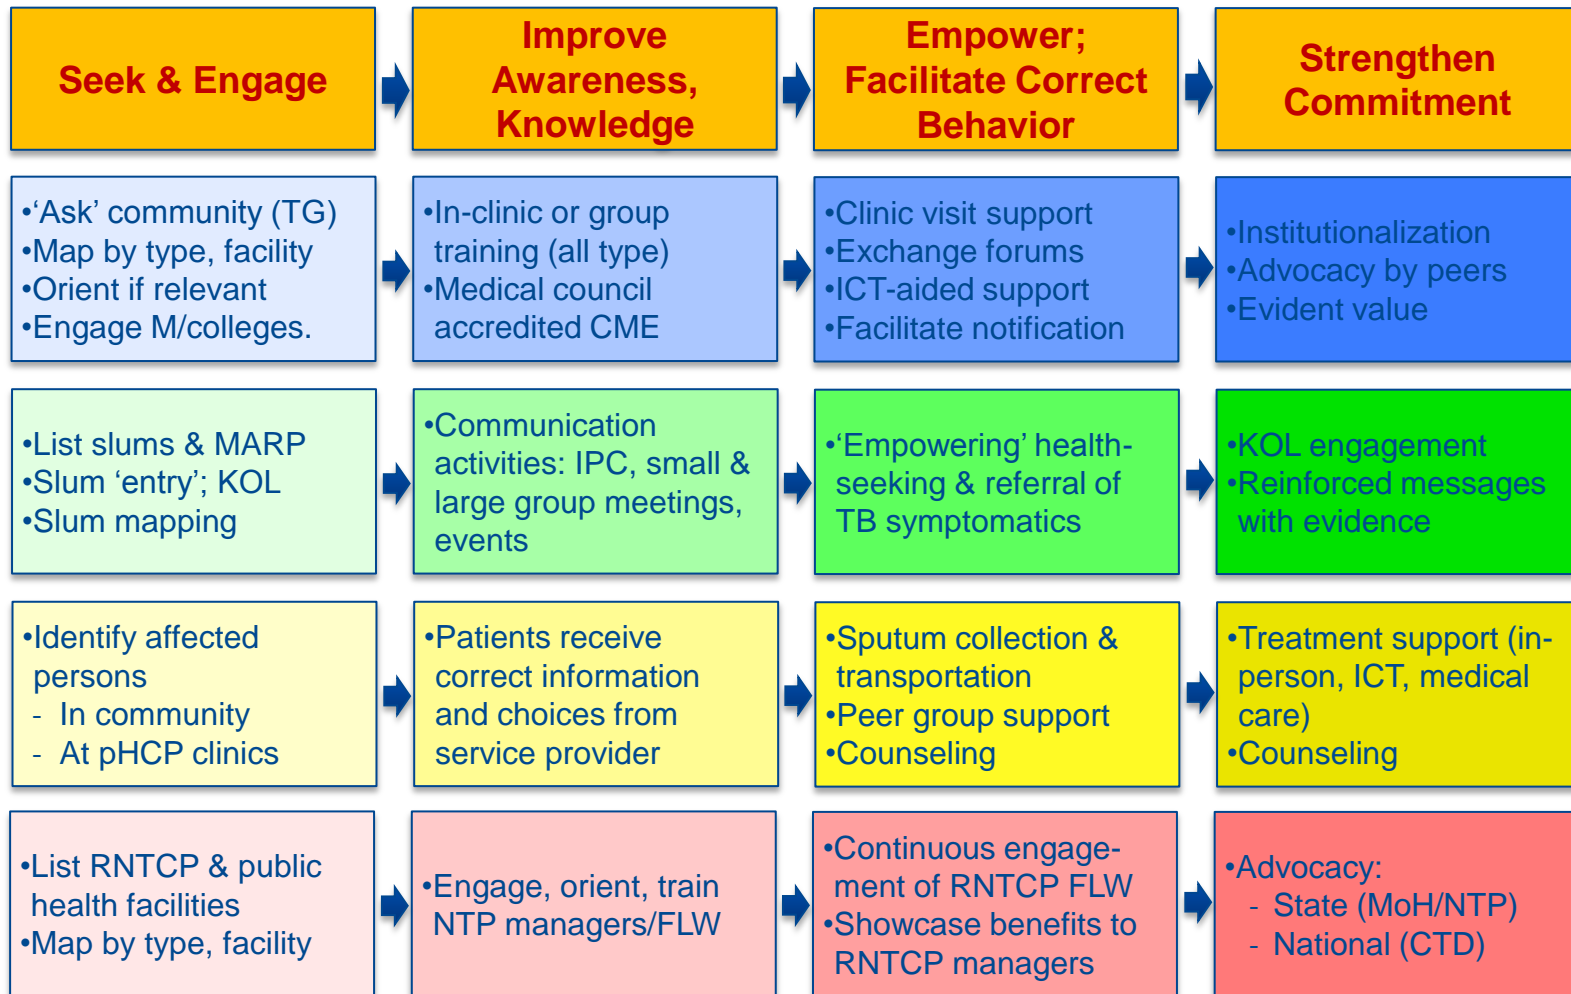 Seek & Engage
Improve
Awareness,
Knowledge
Empower;
Facilitate Correct
Behavior
Strengthen
Commitment
•‘Ask’ community (TG)
•Map by type, facility
•Orient if relevant
•Engage M/colleges.
•In-clinic or group
training (all type)
•Medical council
accredited CME
•Clinic visit support
•Exchange forums
•ICT-aided support
•Facilitate notification
•Institutionalization
•Advocacy by peers
•Evident value
•List slums & MARP
•Slum ‘entry’; KOL
•Slum mapping
•Communication
activities: IPC, small &
large group meetings,
events
•‘Empowering’ health-
seeking & referral of
TB symptomatics
•KOL engagement
•Reinforced messages
with evidence
•Identify affected
persons
- In community
- At pHCP clinics
•Patients receive
correct information
and choices from
service provider
•Sputum collection &
transportation
•Peer group support
•Counseling
•Treatment support (in-
person, ICT, medical
care)
•Counseling
•List RNTCP & public
health facilities
•Map by type, facility
•Engage, orient, train
NTP managers/FLW
•Continuous engage-
ment of RNTCP FLW
•Showcase benefits to
RNTCP managers
•Advocacy:
- State (MoH/NTP)
- National (CTD)